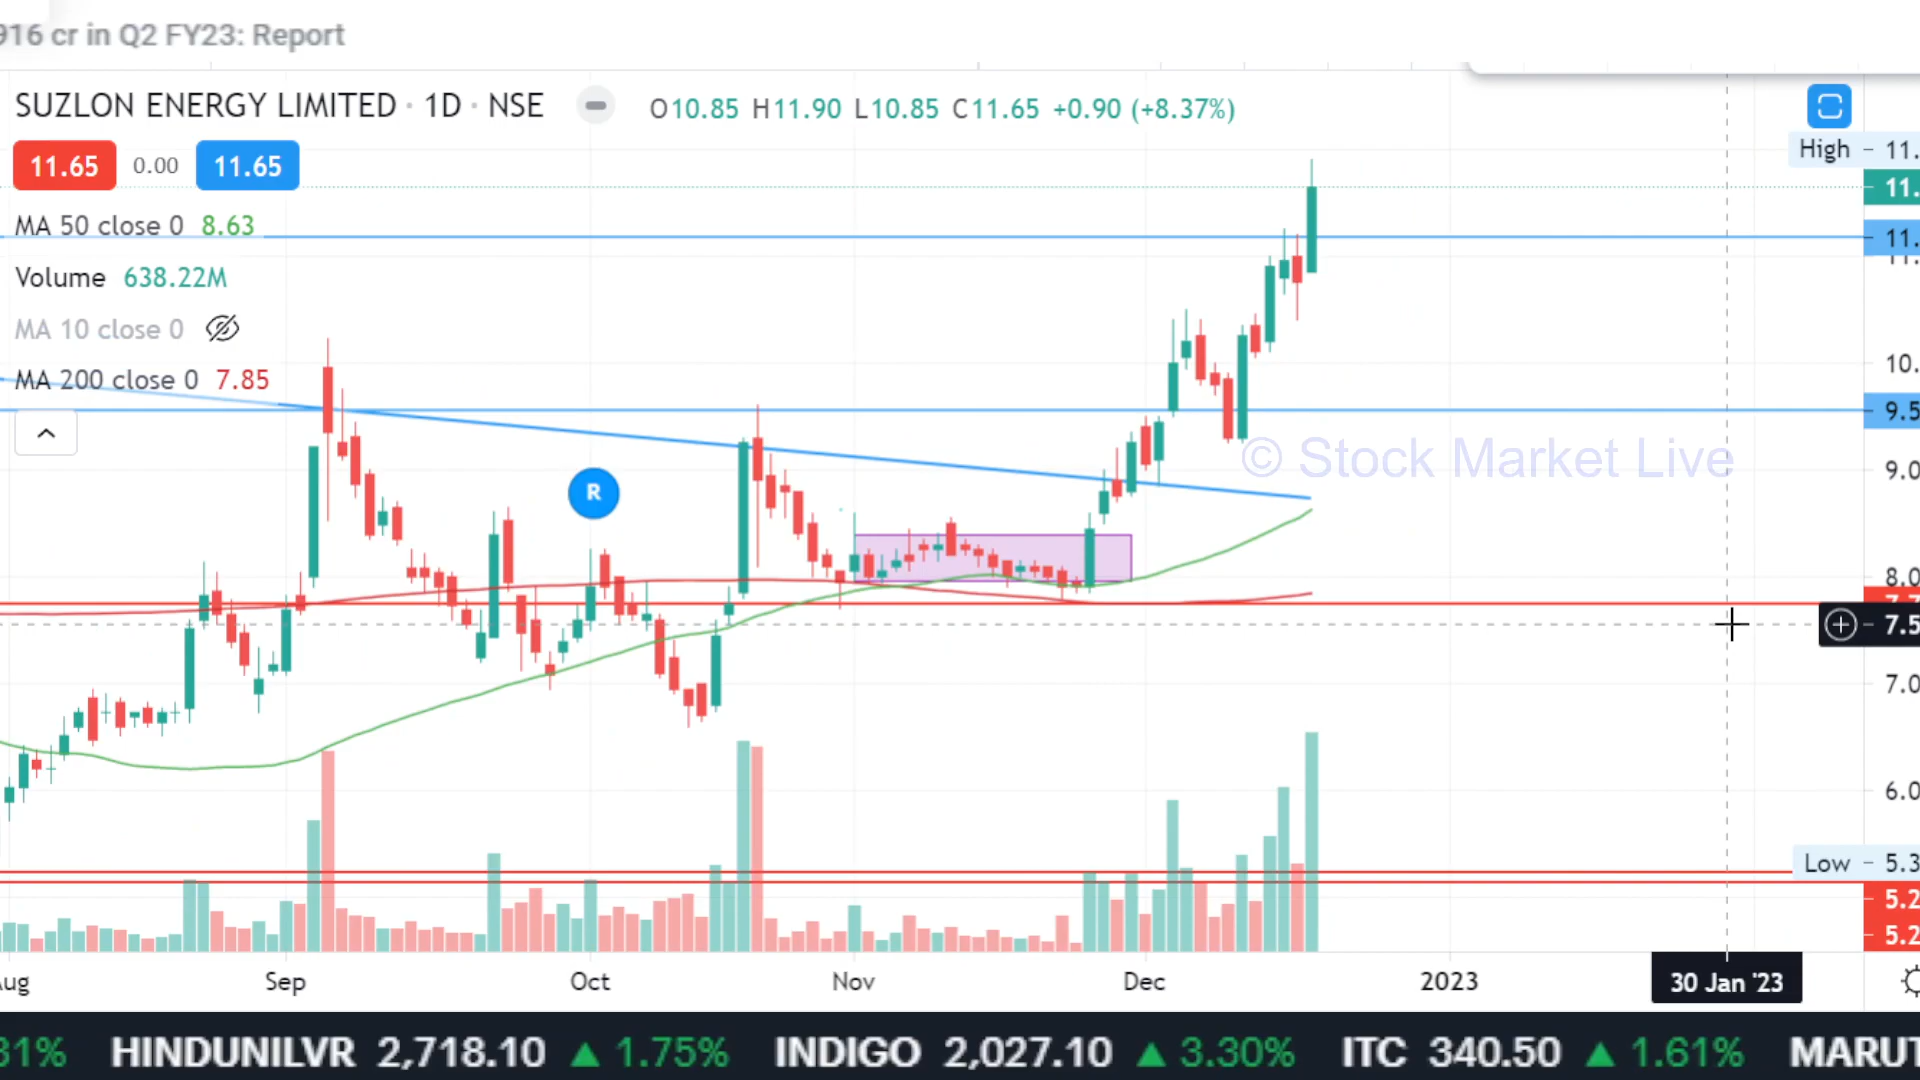 916 cr in Q2 FY23: Report
SUZLON ENERGY LIMITED · 1D · NSE O10.85 H11.90 L10.85 C11.65 +0.90 (+8.37%)
High 11.
11.65 0.00 11.65
11.
MA 50 close 0 8.63
11.
Volume 638.22M
MA 10 close 0
10.
MA 200 close 0 7.85
9.5
© Stock Market Live
9.0
R
8.0
7.5
7.0
6.0
Low 5.3
5.2
5.2
Sep Oct Nov Dec 2023 30 Jan '23
31% HINDUNILVR 2,718.10 ▲ 1.75% INDIGO 2,027.10 ▲ 3.30% ITC 340.50 ▲ 1.61% MARUT